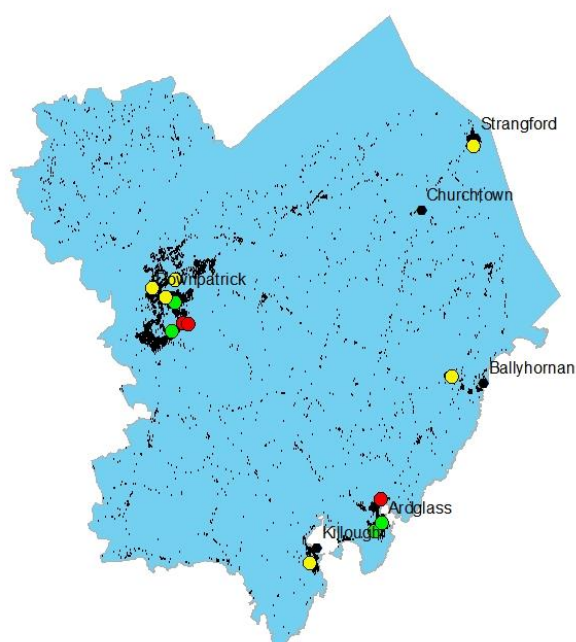 Strangford
Churchtown
Downpatrick
Ballyhornan
Ardglass
Killough